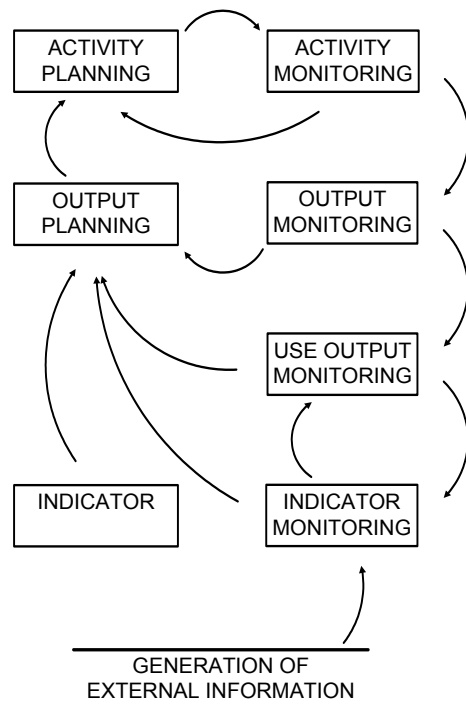 ACTIVITY
PLANNING
ACTIVITY
MONITORING
OUTPUT
PLANNING
OUTPUT
MONITORING
USE OUTPUT
MONITORING
INDICATOR
INDICATOR
MONITORING
GENERATION OF
EXTERNAL INFORMATION